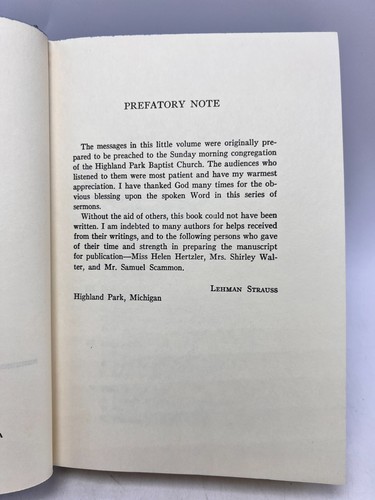 PREFATORY NOTE
The messages in this little volume were originally pre-
pared to be preached to the Sunday morning congregation
of the Highland Park Baptist Church. The audiences who
listened to them were most patient and have my warmest
appreciation. I have thanked God many times for the ob-
vious blessing upon the spoken Word in this series of
sermons.
Without the aid of others, this book could not have been
written. I am indebted to many authors for helps received
from their writings, and to the following persons who gave
of their time and strength in preparing the manuscript
for publication—Miss Helen Hertzler, Mrs. Shirley Wal-
ter, and Mr. Samuel Scammon.
LEHMAN STRAUSS
Highland Park, Michigan
A